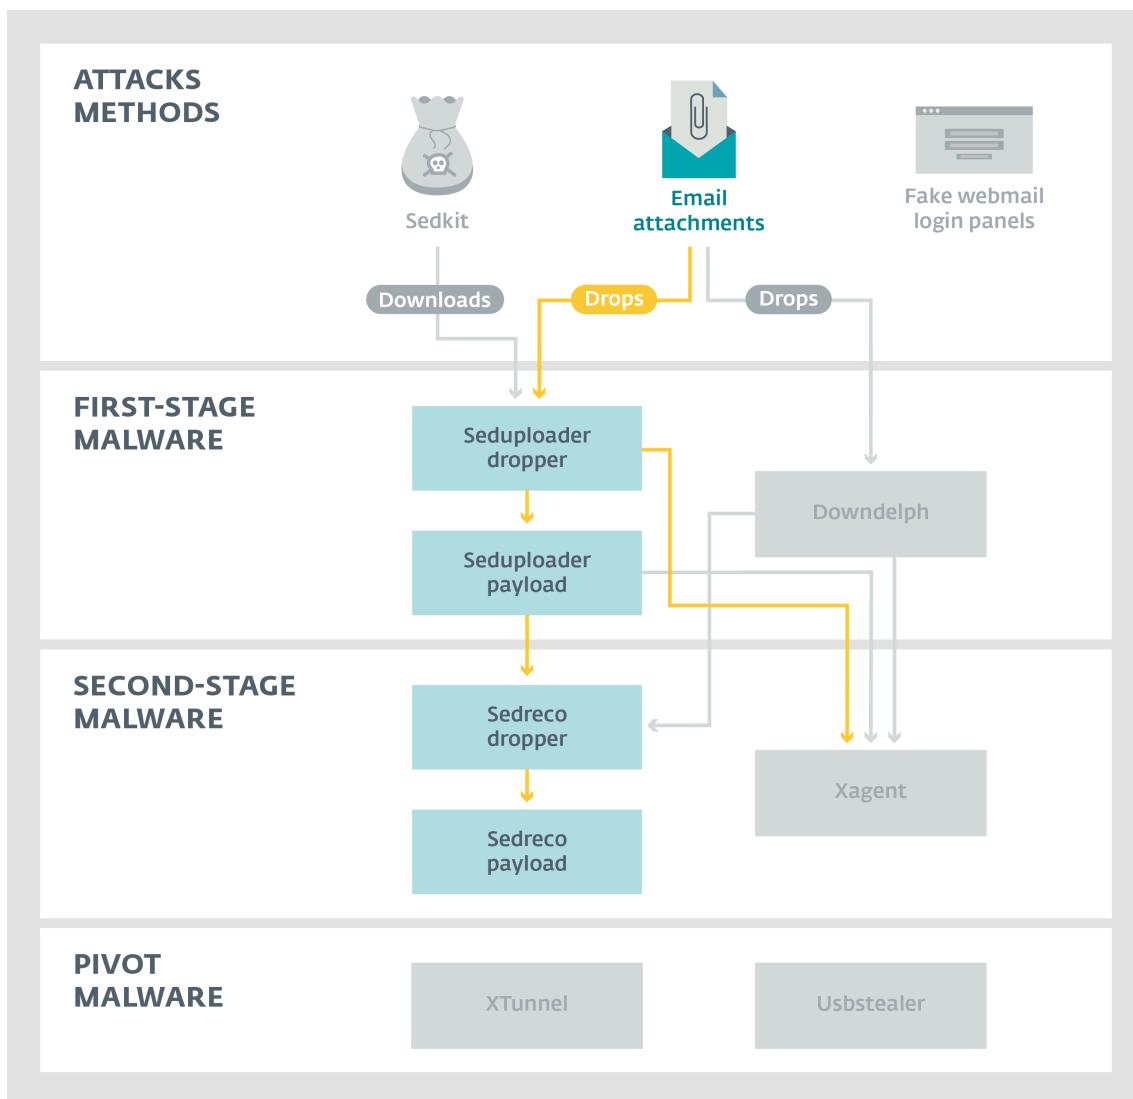 ATTACKS
METHODS
Sedkit
Email
attachments
Fake webmail
login panels
Downloads
Drops
Drops
FIRST-STAGE
MALWARE
Seduploader
dropper
Downdelph
Seduploader
payload
SECOND-STAGE
MALWARE
Sedreco
dropper
Xagent
Sedreco
payload
PIVOT
MALWARE
XTunnel
Usbstealer